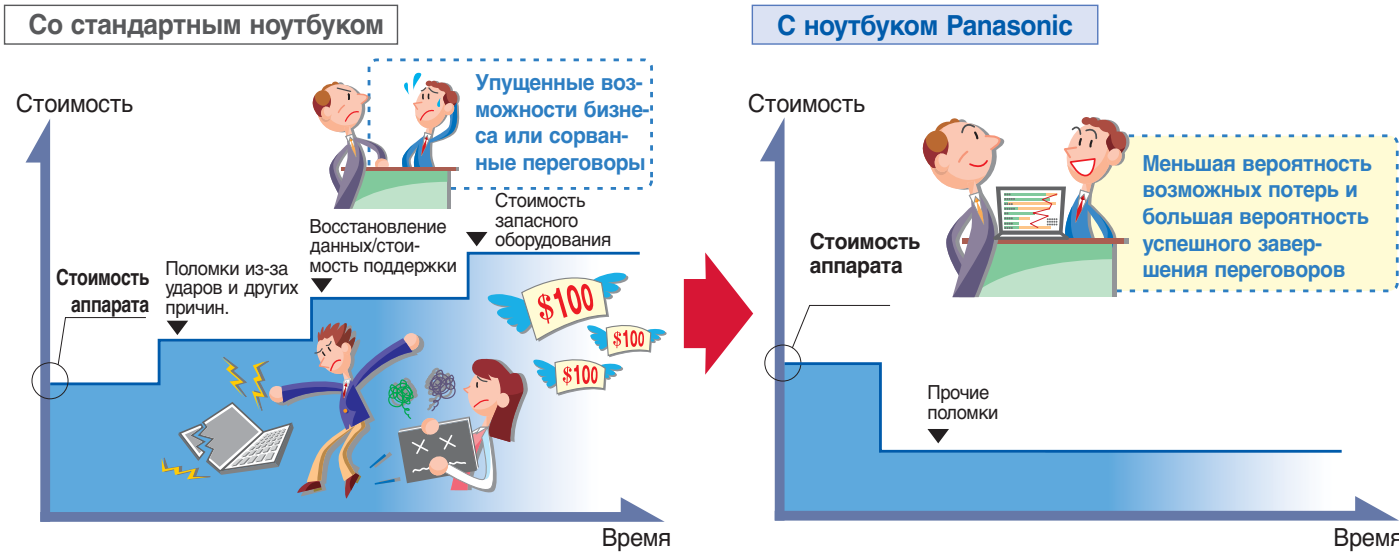 Со стандартным ноутбуком
Стоимость
Упущенные воз-
можности бизне-
са или сорван-
ные переговоры
Стоимость
аппарата
Поломки из-за
ударов и других
причин.
Восстановление
данных/стои-
мость поддержки
Стоимость
запасного
оборудования
$100
$100
$100
Время
С ноутбуком Panasonic
Стоимость
Меньшая вероятность
возможных потерь и
большая вероятность
успешного завер-
шения переговоров
Стоимость
аппарата
Прочие
поломки
Время